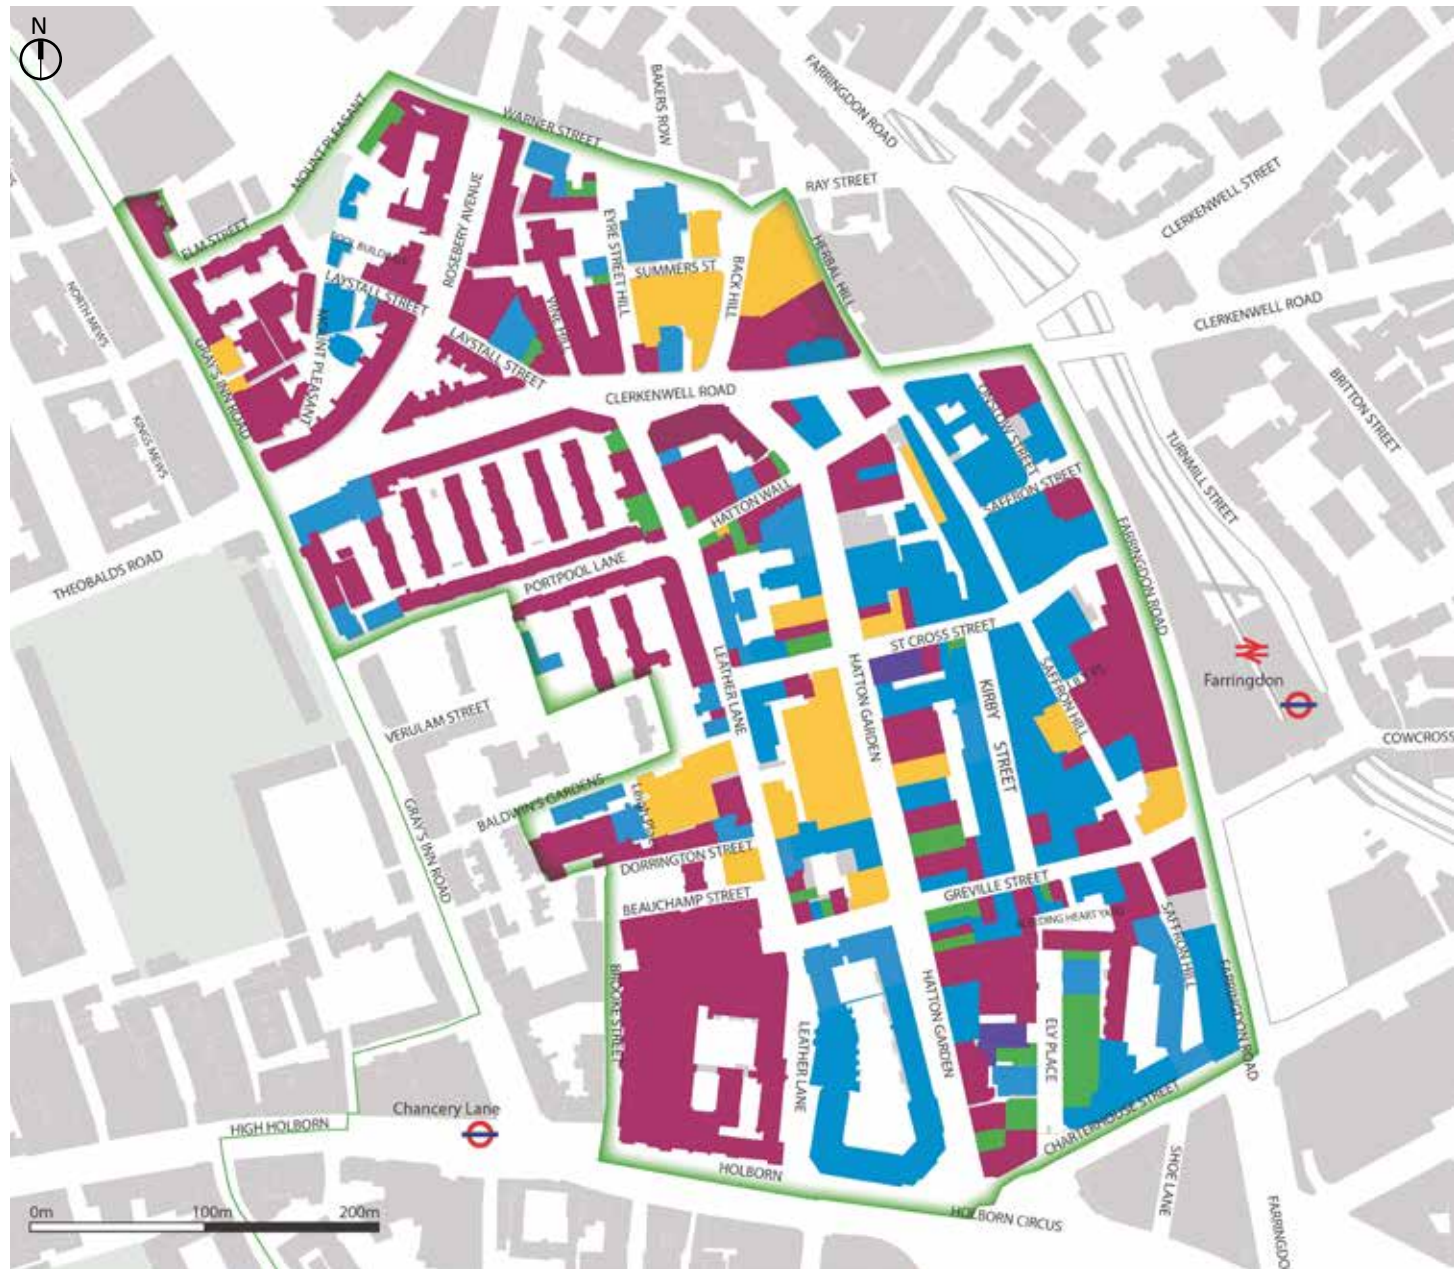 N
BAKERS ROW
FARRINGDON ROAD
WARNER STREET
MOUNT PLEASANT
RAY STREET
CLERKENWELL STREET
ROSEBERY AVENUE
ELM STREET
EYRE STREET HILL
HERBAL HILL
SUMMERS ST
BACK HILL
LAYSTALL STREET
NORTH MEWS
VINE HILL
CLERKENWELL ROAD
MOUNT PLEASANT
GRAY'S INN ROAD
LAYSTALL STREET
CLERKENWELL ROAD
BRITTON STREET
ONSLOW STREET
KINGS MEWS
TURNMILL STREET
SAFFRON STREET
HATTON WALL
THEOBALDS ROAD
PORTPOOL LANE
FARRINGDON ROAD
ST CROSS STREET
LEATHER LANE
HATTON GARDEN
KIRBY
STREET
SAFFRON HILL
Farringdon
VERULAM STREET
COWCROSS
BALDWIN'S GARDENS
GRAY'S INN ROAD
DORRINGTON STREET
GREVILLE STREET
BEAUCHAMP STREET
SAFFRON HILL
BROOKE STREET
HATTON GARDEN
FARRINGDON ROAD
LEATHER LANE
ELY PLACE
Chancery Lane
HIGH HOLBORN
CHARTERHOUSE STREET
SHOE LANE
HOLBORN
HOLBORN CIRCUS
FARRINGDO
0m 100m 200m